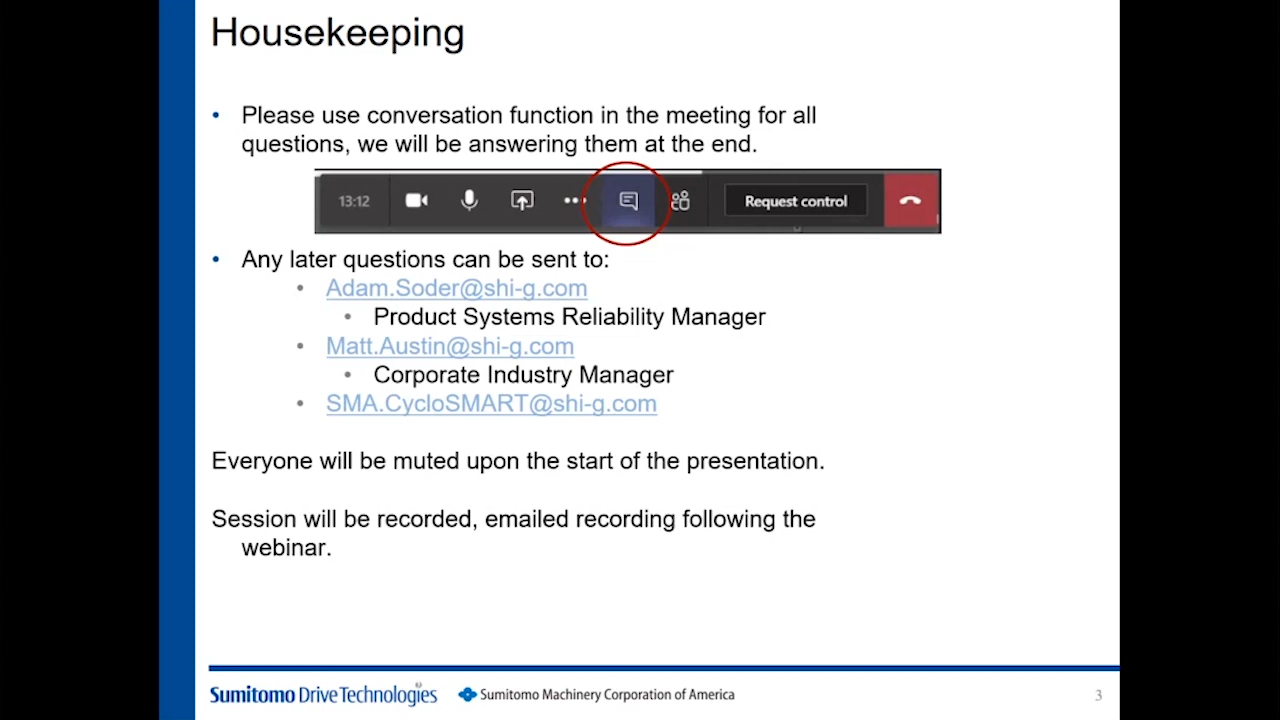 Housekeeping
• Please use conversation function in the meeting for all
questions, we will be answering them at the end.
13:12
Request control
• Any later questions can be sent to:
• Adam.Soder@shi-g.com
• Product Systems Reliability Manager
• Matt.Austin@shi-g.com
• Corporate Industry Manager
• SMA.CycloSMART@shi-g.com
Everyone will be muted upon the start of the presentation.
Session will be recorded, emailed recording following the
webinar.
Sumitomo Drive Technologies
Sumitomo Machinery Corporation of America
3